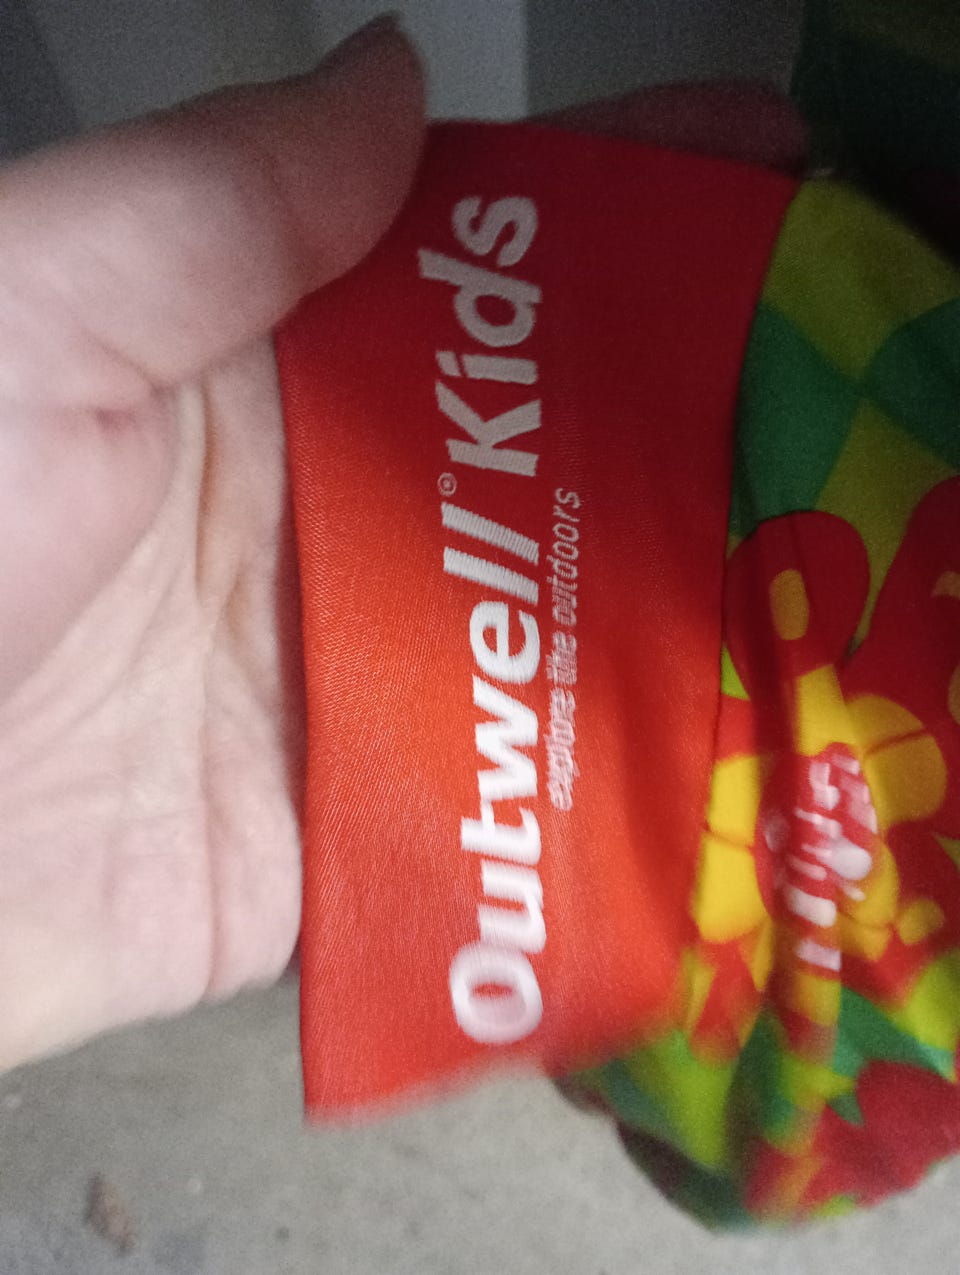 Outwell® Kids
explore the outdoors